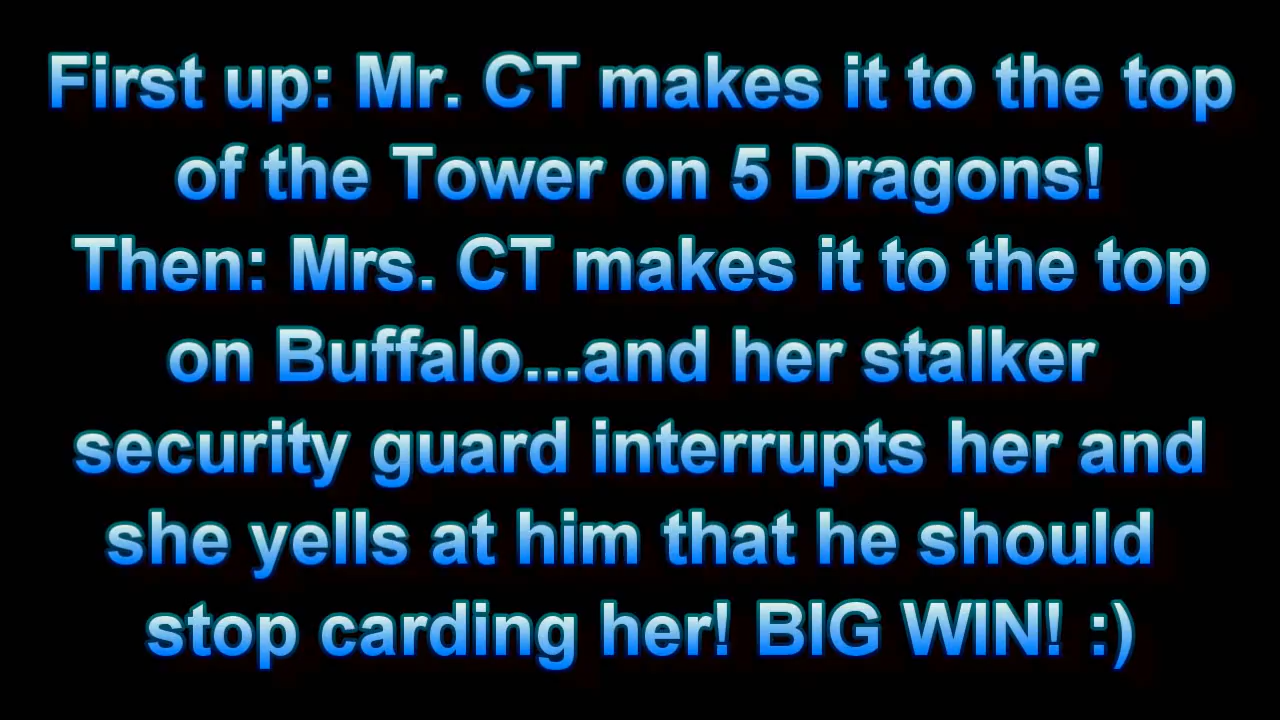 First up: Mr. CT makes it to the top
of the Tower on 5 Dragons!
Then: Mrs. CT makes it to the top
on Buffalo...and her stalker
security guard interrupts her and
she yells at him that he should
stop carding her! BIG WIN! :)